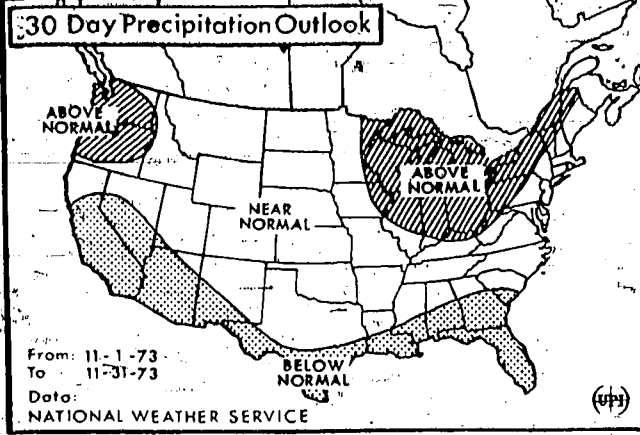 30 Day Precipitation Outlook
ABOVE
NORMAL
ABOVE
NORMAL
NEAR
NORMAL
BELOW
NORMAL
From: 11-1-73
To 11-31-73
Data:
NATIONAL WEATHER SERVICE
UPI